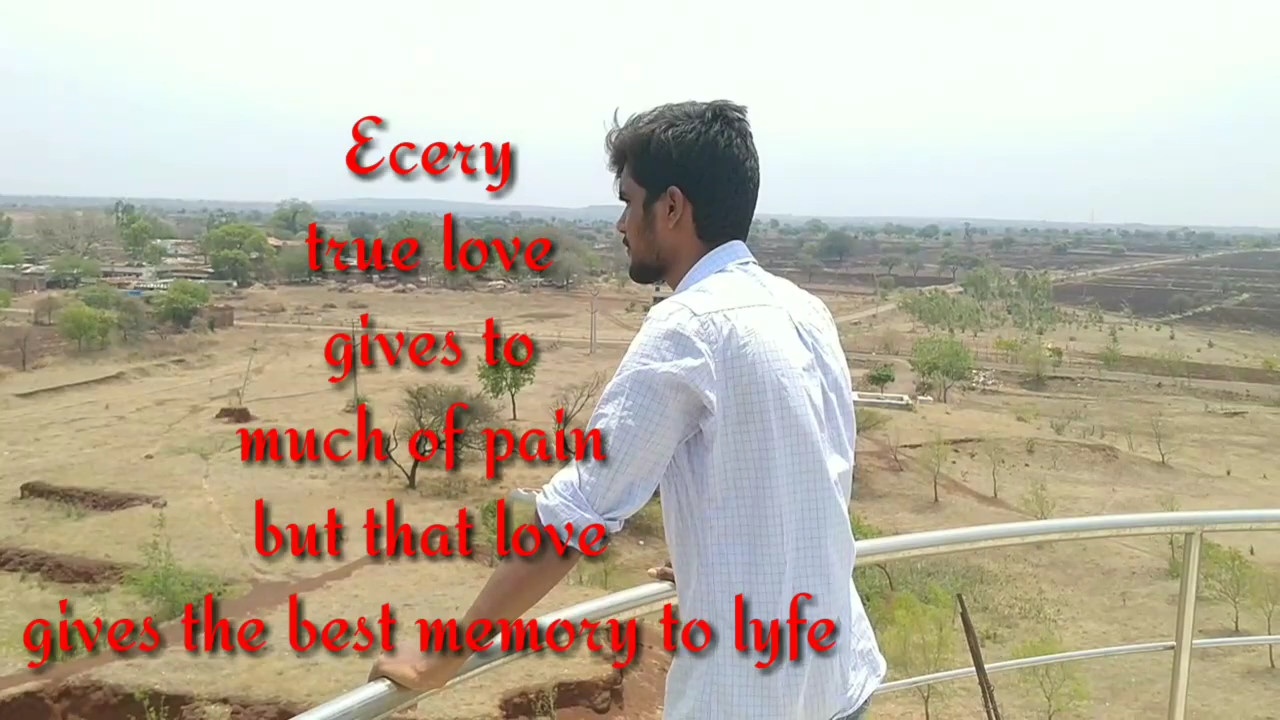 Ecery
true love
gives to
much of pain
but that love
gives the best memory to lyfe